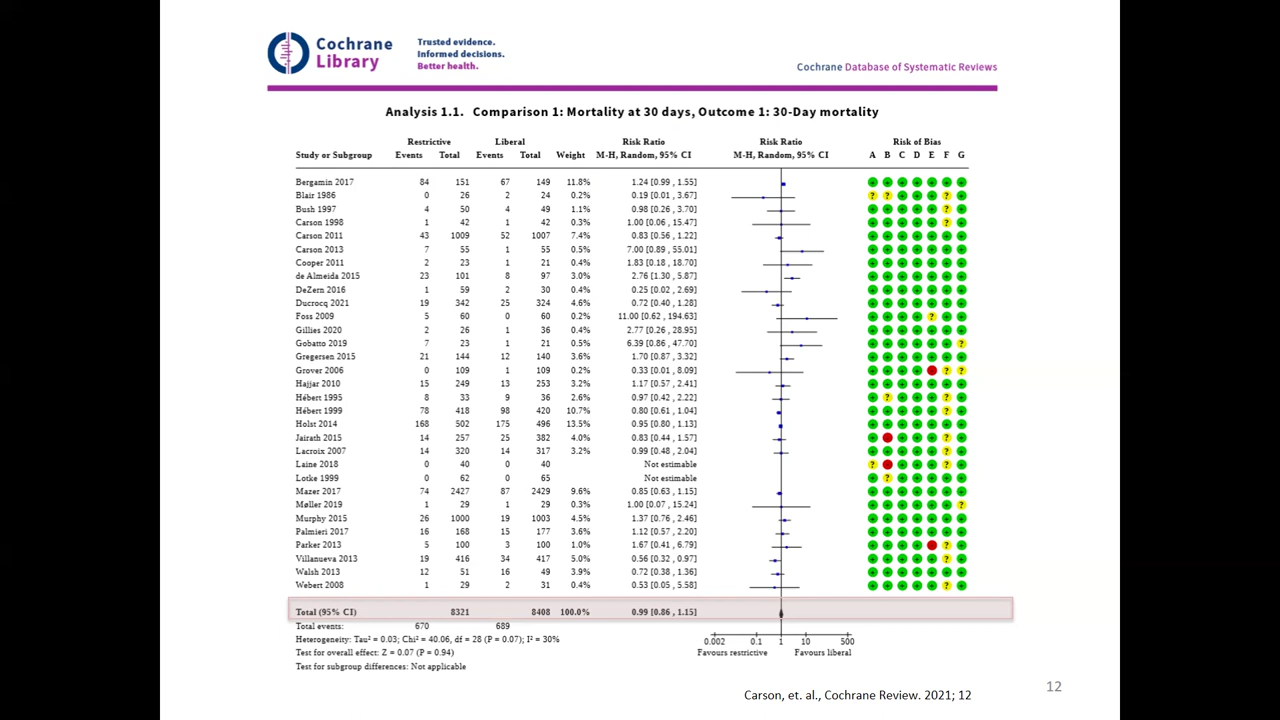 Cochrane
Library
Trusted evidence.
Informed decisions.
Better health.
Cochrane Database of Systematic Reviews
Analysis 1.1. Comparison 1: Mortality at 30 days, Outcome 1: 30-Day mortality
Restrictive Liberal Risk Ratio Risk Ratio Risk of Bias
Study or Subgroup Events Total Events Total Weight M-H, Random, 95% CI M-H, Random, 95% CI A B C D E F G
Bergamin 2017 84 151 67 149 11.8% 1.24 [0.99 , 1.55] + + + + + + +
Blair 1986 0 26 2 24 0.2% 0.19 [0.01 , 3.67] ? ? + + + ? +
Bush 1997 4 50 4 49 1.1% 0.98 [0.26 , 3.70] + + + + + ? +
Carson 1998 1 42 1 42 0.3% 1.00 [0.06 , 15.47] + + + + + ? +
Carson 2011 43 1009 52 1007 7.4% 0.83 [0.56 , 1.22] + + + + + + +
Carson 2013 7 55 1 55 0.5% 7.00 [0.89 , 55.01] + + + + + + +
Cooper 2011 2 23 1 21 0.4% 1.83 [0.18 , 18.70] + + + + + + +
de Almeida 2015 23 101 8 97 3.0% 2.76 [1.30 , 5.87] + + + + + + +
DeZern 2016 1 59 2 30 0.4% 0.25 [0.02 , 2.69] + + + + + + +
Ducrocq 2021 19 342 25 324 4.6% 0.72 [0.40 , 1.28] + + + + + + +
Foss 2009 5 60 0 60 0.2% 11.00 [0.62 , 194.63] + + + + ? + +
Gillies 2020 2 26 1 36 0.4% 2.77 [0.26 , 28.95] + + + + + + +
Gobatto 2019 7 23 1 21 0.5% 6.39 [0.86 , 47.70] + + + + + + ?
Gregersen 2015 21 144 12 140 3.6% 1.70 [0.87 , 3.32] + + + + + + +
Grover 2006 0 109 1 109 0.2% 0.33 [0.01 , 8.09] + + + + ? ?
Hajjar 2010 15 249 13 253 3.2% 1.17 [0.57 , 2.41] + + + + + + +
Hébert 1995 8 33 9 36 2.6% 0.97 [0.42 , 2.22] + ? + + + ? +
Hébert 1999 78 418 98 420 10.7% 0.80 [0.61 , 1.04] + + + + + ? +
Holst 2014 168 502 175 496 13.5% 0.95 [0.80 , 1.13] + + + + + + +
Jairath 2015 14 257 25 382 4.0% 0.83 [0.44 , 1.57] + + + + ? +
Lacroix 2007 14 320 14 317 3.2% 0.99 [0.48 , 2.04] + + + + + ? +
Laine 2018 0 40 0 40 Not estimable ? + + + ? +
Lotke 1999 0 62 0 65 Not estimable + ? + + + +
Mazer 2017 74 2427 87 2429 9.6% 0.85 [0.63 , 1.15] + + + + + + +
Møller 2019 1 29 1 29 0.3% 1.00 [0.07 , 15.24] + + + + + + ?
Murphy 2015 26 1000 19 1003 4.5% 1.37 [0.76 , 2.46] + + + + + + +
Palmieri 2017 16 168 15 177 3.8% 1.12 [0.57 , 2.20] + + + + + + +
Parker 2013 5 100 3 100 1.0% 1.67 [0.41 , 6.79] + + + + ? +
Villanueva 2013 19 416 34 417 4.5% 0.56 [0.32 , 0.97] + + + + + ? +
Walsh 2013 12 51 16 49 3.9% 0.72 [0.38 , 1.36] + + + + + + +
Webert 2008 1 29 2 31 0.4% 0.53 [0.05 , 5.58] + + + + + ? +
Total (95% CI) 8321 8408 100.0% 0.99 [0.86 , 1.15]
Total events: 670 689
Heterogeneity: Tau² = 0.03; Chi² = 40.06, df = 28 (P = 0.07); I² = 30%
Test for overall effect: Z = 0.07 (P = 0.94)
Test for subgroup differences: Not applicable
0.002 0.1 1 10 500
Favours restrictive Favours liberal
Carson, et. al., Cochrane Review. 2021; 12
12